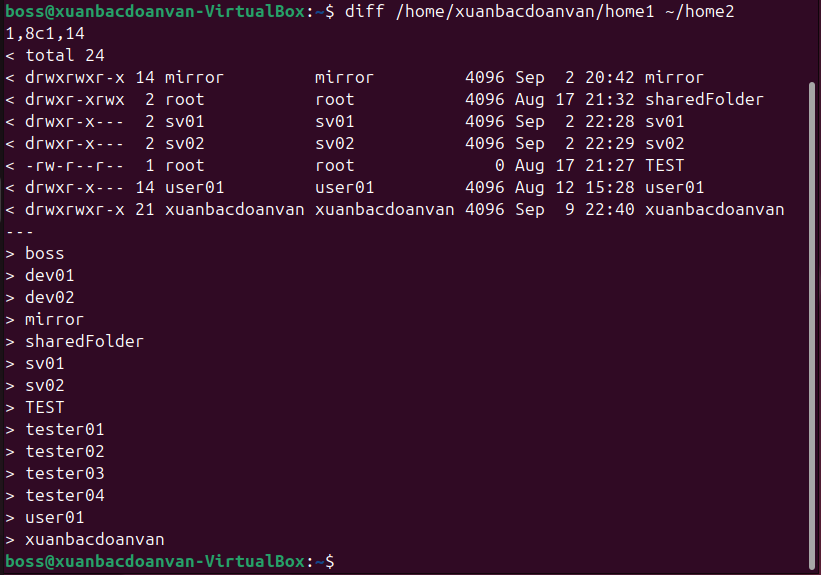 boss@xuanbacdoanvan-VirtualBox:~$ diff /home/xuanbacdoanvan/home1 ~/home2
1,8c1,14
< total 24
< drwxrwxr-x 14 mirror         mirror         4096 Sep  2 20:42 mirror
< drwxr-xrwx  2 root           root           4096 Aug 17 21:32 sharedFolder
< drwxr-x---  2 sv01           sv01           4096 Sep  2 22:28 sv01
< drwxr-x---  2 sv02           sv02           4096 Sep  2 22:29 sv02
< -rw-r--r--  1 root           root              0 Aug 17 21:27 TEST
< drwxr-x--- 14 user01         user01         4096 Aug 12 15:28 user01
< drwxrwxr-x 21 xuanbacdoanvan xuanbacdoanvan 4096 Sep  9 22:40 xuanbacdoanvan
---
> boss
> dev01
> dev02
> mirror
> sharedFolder
> sv01
> sv02
> TEST
> tester01
> tester02
> tester03
> tester04
> user01
> xuanbacdoanvan
boss@xuanbacdoanvan-VirtualBox:~$